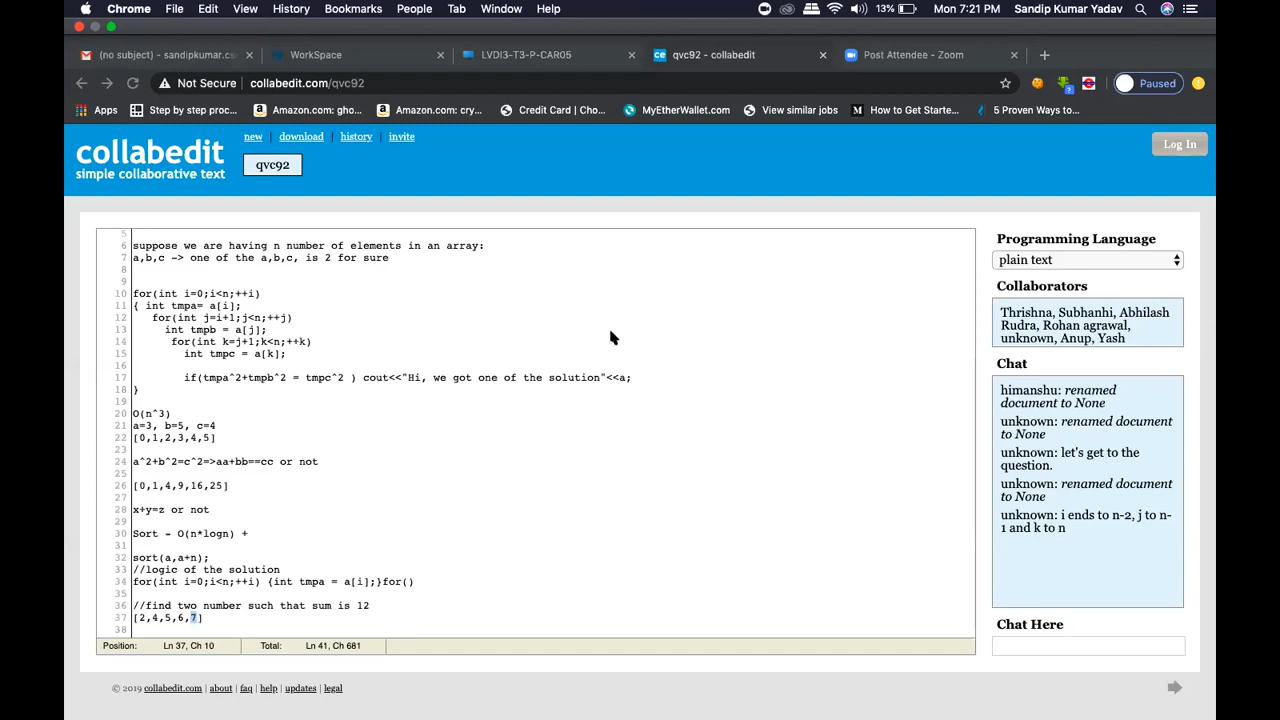 Chrome File Edit View History Bookmarks People Tab Window Help 13% Mon 7:21 PM Sandip Kumar Yadav
(no subject) - sandipkumar.cs WorkSpace LVDI3-T3-P-CAR05 ce qvc92 - collabedit Post Attendee - Zoom
Not Secure collabedit.com/qvc92 Paused
Apps Step by step proc... Amazon.com: gho... Amazon.com: cry... Credit Card | Cho... MyEtherWallet.com View similar jobs How to Get Starte... 5 Proven Ways to...
new | download | history | invite
collabedit
simple collaborative text
qvc92
Log In
5
6 suppose we are having n number of elements in an array:
7 a,b,c -> one of the a,b,c, is 2 for sure
8
9
10 for(int i=0;i<n;++i)
11 { int tmpa= a[i];
12 for(int j=i+1;j<n;++j)
13 int tmpb = a[j];
14 for(int k=j+1;k<n;++k)
15 int tmpc = a[k];
16
17 if(tmpa^2+tmpb^2 = tmpc^2 ) cout<<"Hi, we got one of the solution"<<a;
18 }
19
20 O(n^3)
21 a=3, b=5, c=4
22 [0,1,2,3,4,5]
23
24 a^2+b^2=c^2=>aa+bb==cc or not
25
26 [0,1,4,9,16,25]
27
28 x+y=z or not
29
30 Sort - O(n*logn) +
31
32 sort(a,a+n);
33 //logic of the solution
34 for(int i=0;i<n;++i) {int tmpa = a[i];}for()
35
36 //find two number such that sum is 12
37 [2,4,5,6,7]
38
Position: Ln 37, Ch 10 Total: Ln 41, Ch 681
Programming Language
plain text
Collaborators
Thrishna, Subhanhi, Abhilash
Rudra, Rohan agrawal,
unknown, Anup, Yash
Chat
himanshu: renamed
document to None
unknown: renamed document
to None
unknown: let's get to the
question.
unknown: renamed document
to None
unknown: i ends to n-2, j to n-
1 and k to n
Chat Here
© 2019 collabedit.com | about | faq | help | updates | legal